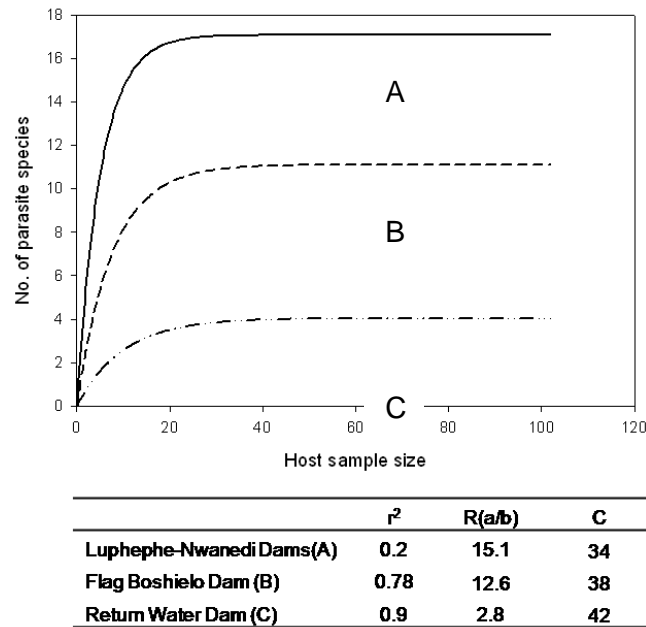 18
16
14
12
10
8
6
4
2
0
No. of parasite species
A
B
C
0 20 40 60 80 100 120
Host sample size
r² R(a/b) C
Luphephe-Nwanedi Dams(A) 0.2 15.1 34
Flag Boshielo Dam (B) 0.78 12.6 38
Return Water Dam (C) 0.9 2.8 42